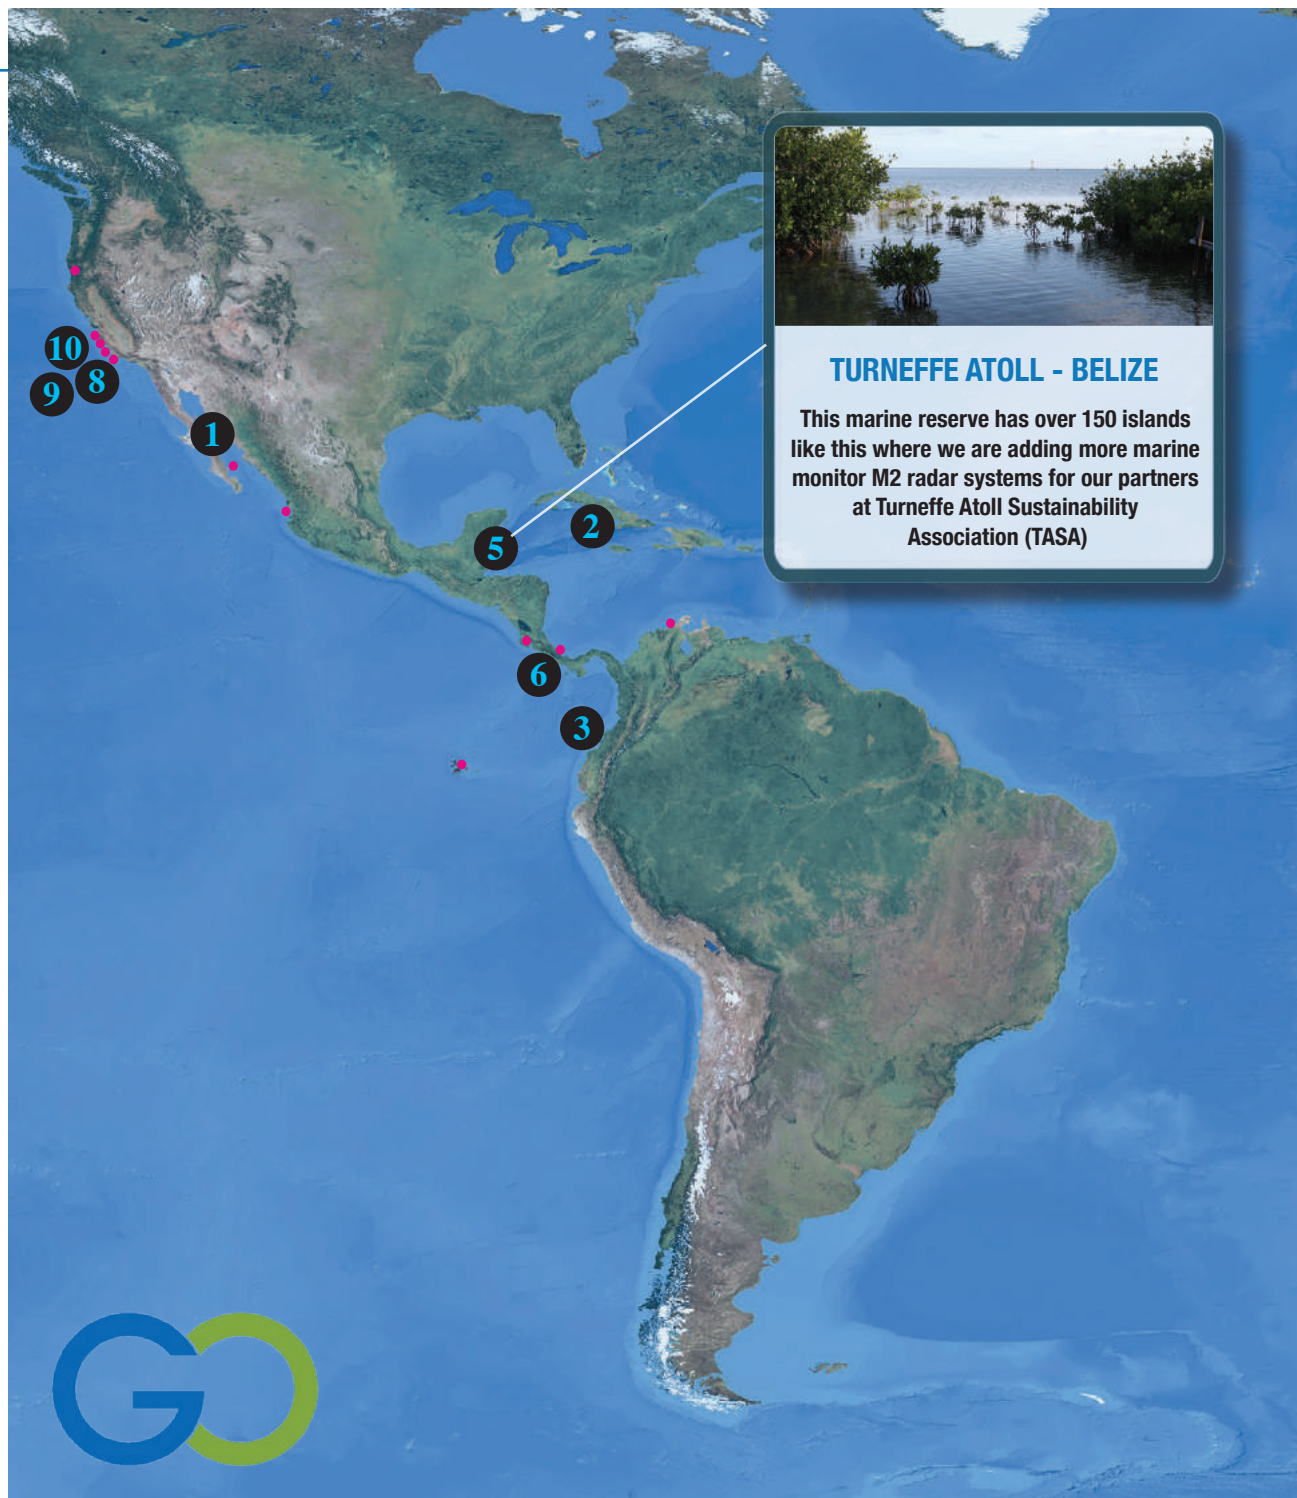 TURNEFFE ATOLL - BELIZE
This marine reserve has over 150 islands
like this where we are adding more marine
monitor M2 radar systems for our partners
at Turneffe Atoll Sustainability
Association (TASA)
10
9
8
1
2
5
6
3
GO